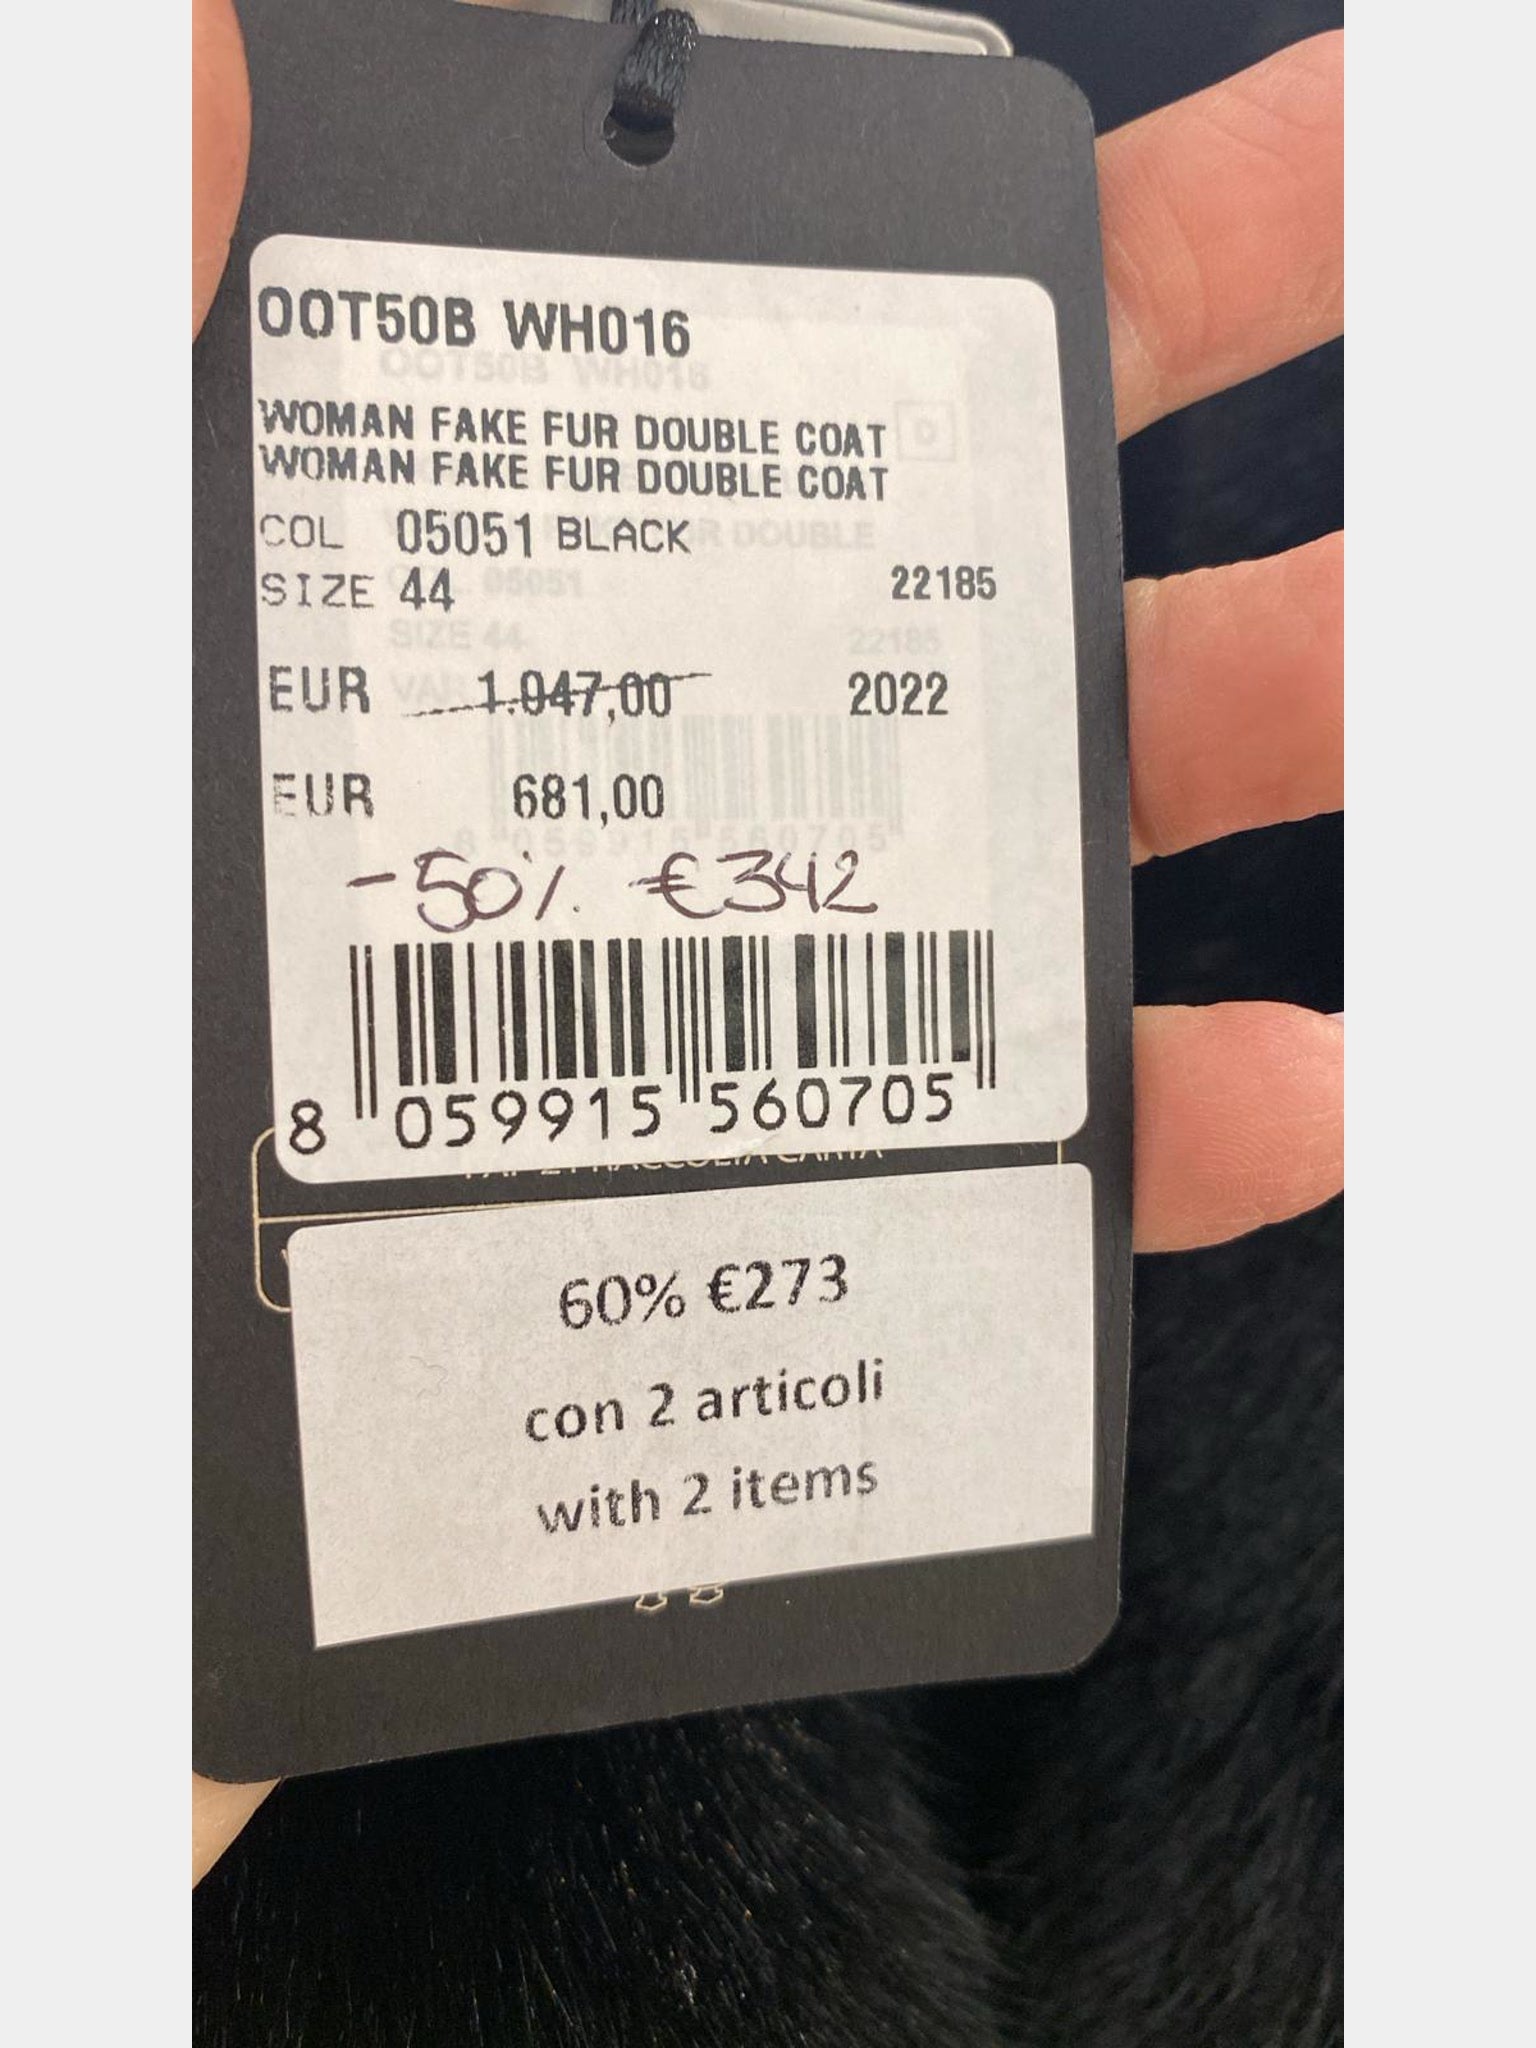 OOT50B WH016
WOMAN FAKE FUR DOUBLE COAT
WOMAN FAKE FUR DOUBLE COAT
COL 05051 BLACK
SIZE 44 22185
EUR 1.047,00 2022
EUR 681,00
-50% €342
8 059915 560705
60% €273
con 2 articoli
with 2 items